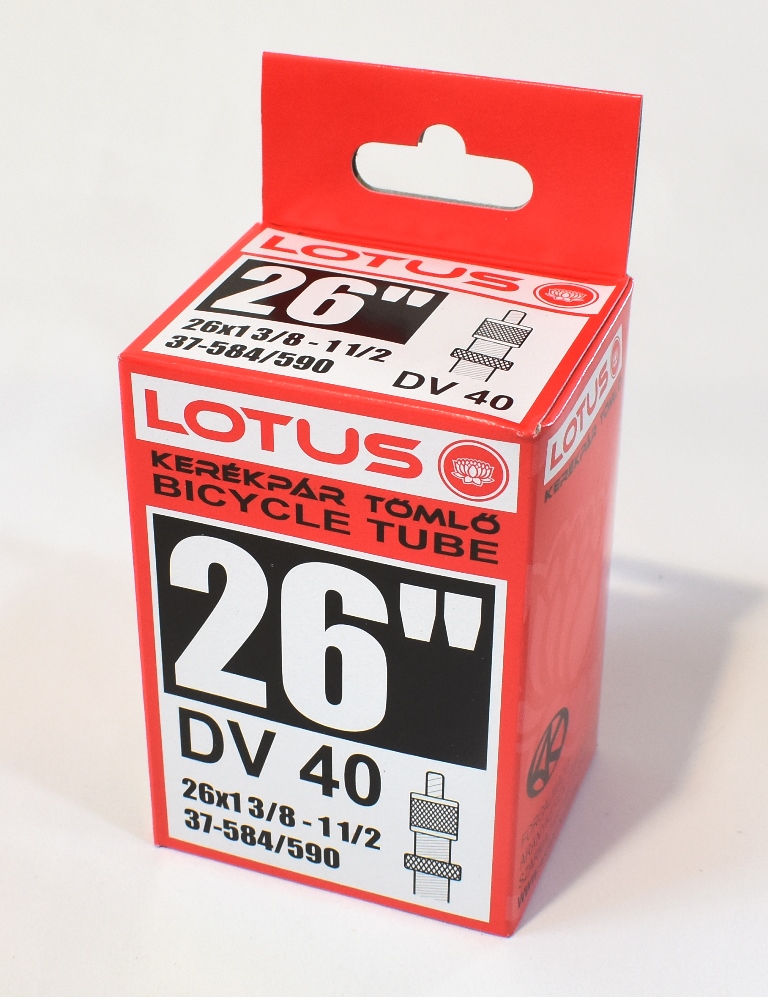 LOTUS
26"
26x1 3/8 - 1 1/2
37-584/590
DV 40
LOTUS
KERÉKPÁR TÖMLŐ
BICYCLE TUBE
26"
DV 40
26x1 3/8 - 1 1/2
37-584/590
LOTUS
KERÉKPÁR TÖMLŐ